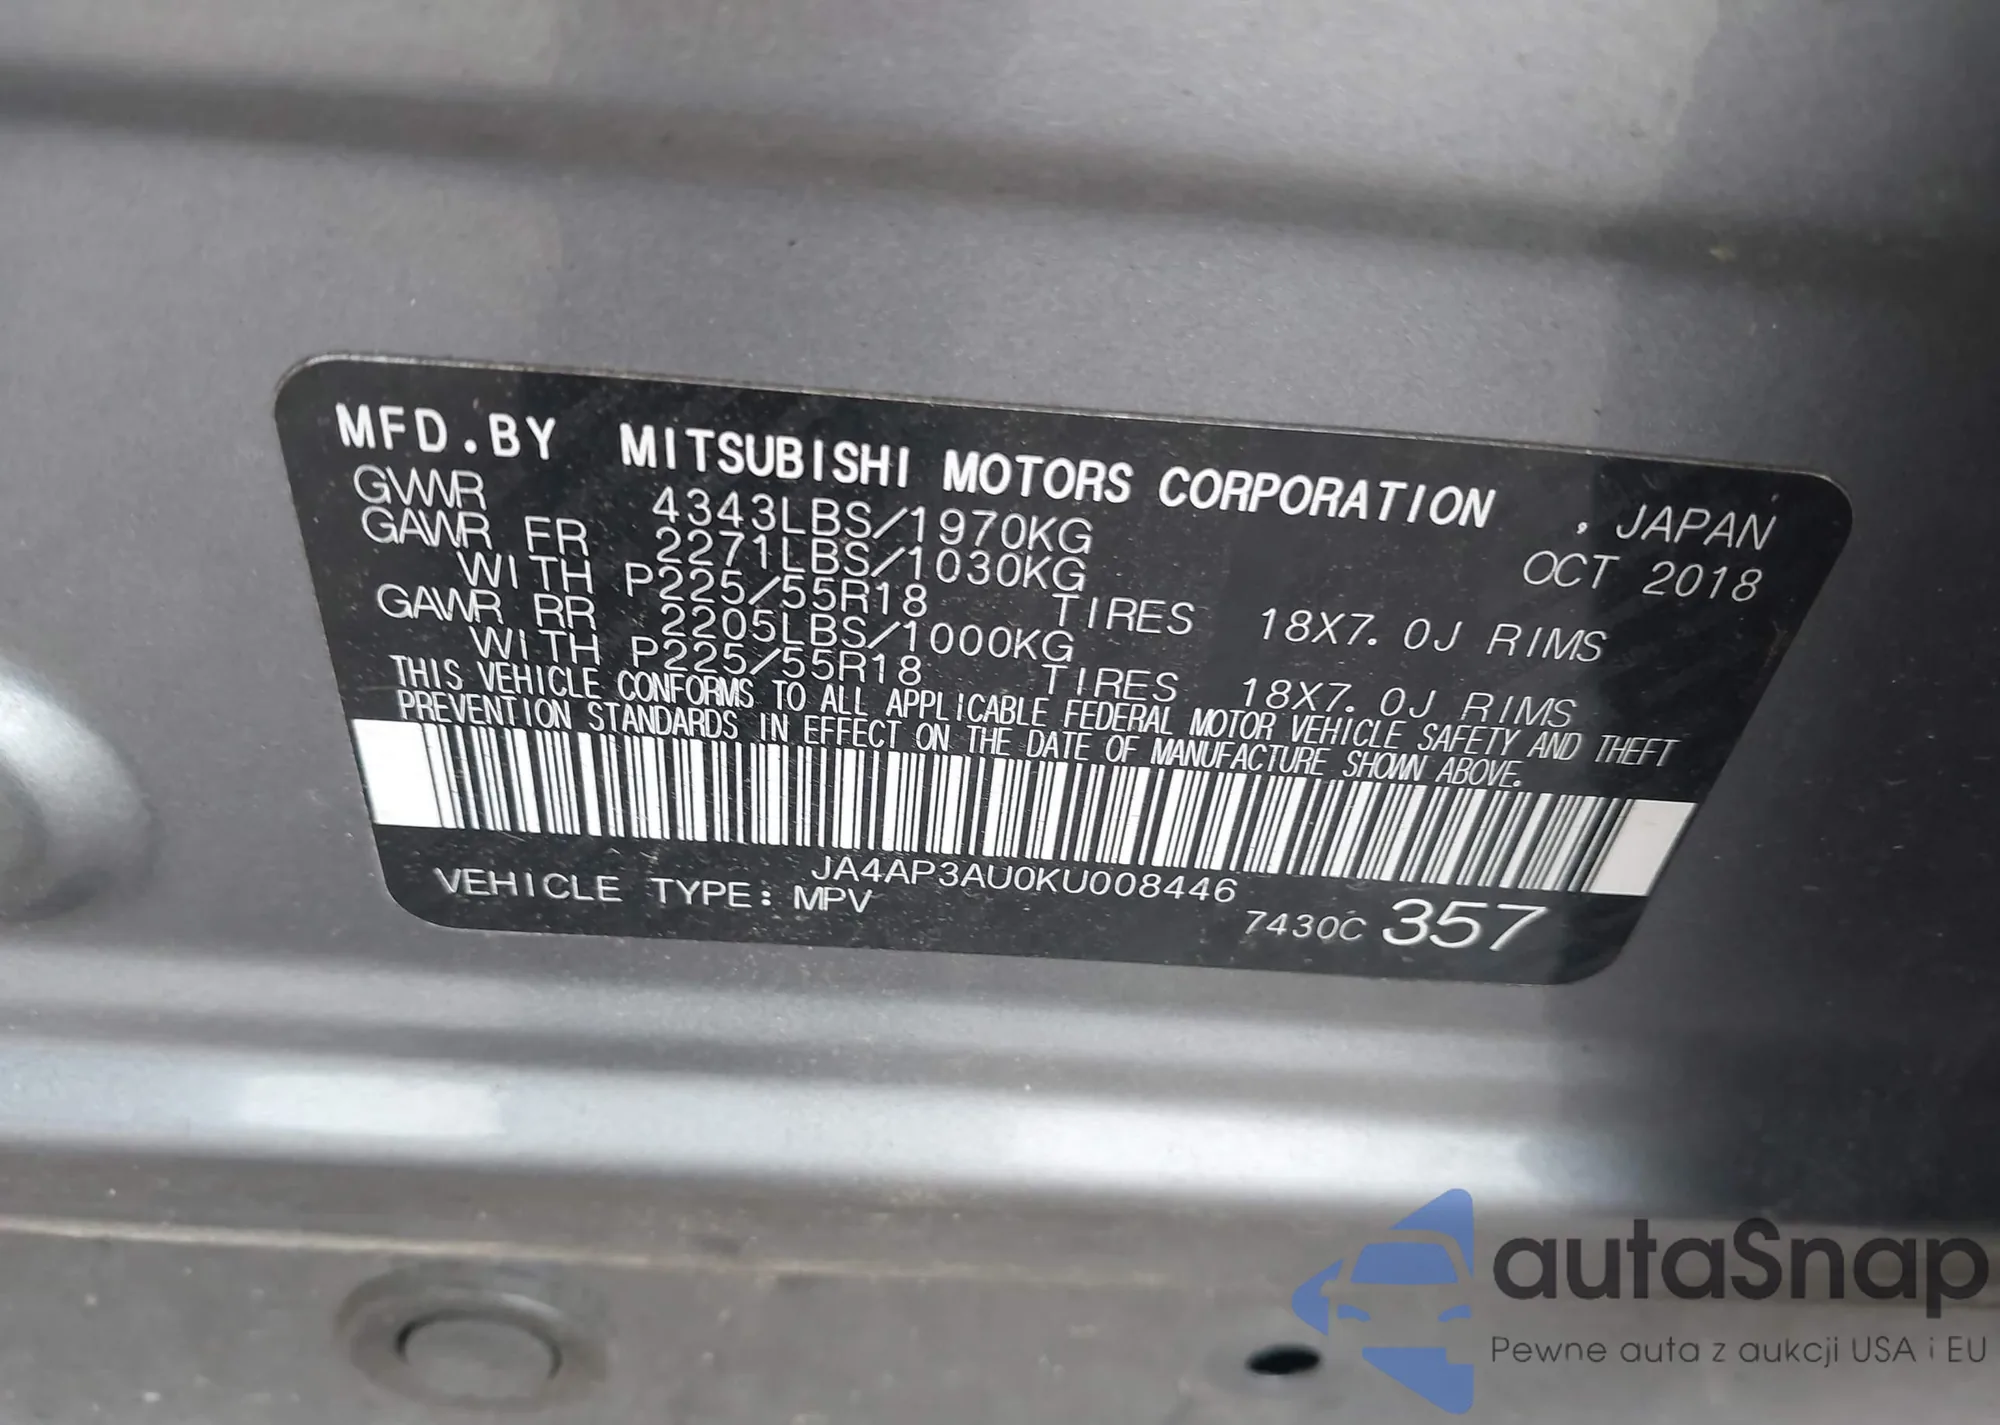 MFD.BY MITSUBISHI MOTORS CORPORATION , JAPAN
GVWR 4343LBS/1970KG OCT 2018
GAWR FR 2271LBS/1030KG
WITH P225/55R18 TIRES 18X7.0J RIMS
GAWR RR 2205LBS/1000KG
WITH P225/55R18 TIRES 18X7.0J RIMS
THIS VEHICLE CONFORMS TO ALL APPLICABLE FEDERAL MOTOR VEHICLE SAFETY AND THEFT
PREVENTION STANDARDS IN EFFECT ON THE DATE OF MANUFACTURE SHOWN ABOVE.
JA4AP3AU0KU008446
VEHICLE TYPE: MPV 7430C 357
autaSnap
Pewne auta z aukcji USA i EU